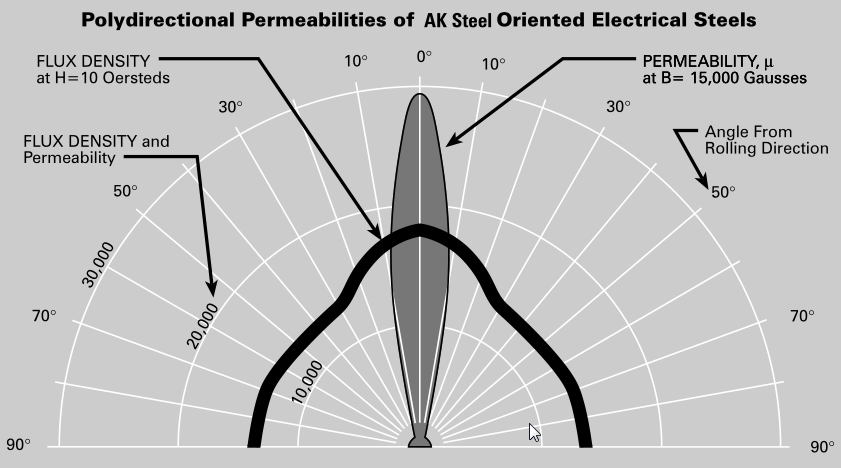 Polydirectional Permeabilities of AK Steel Oriented Electrical Steels
FLUX DENSITY
at H=10 Oersteds
PERMEABILITY, μ
at B= 15,000 Gausses
FLUX DENSITY and
Permeability
Angle From
Rolling Direction
0°
10°
10°
30°
30°
50°
50°
70°
70°
90°
90°
30,000
20,000
10,000